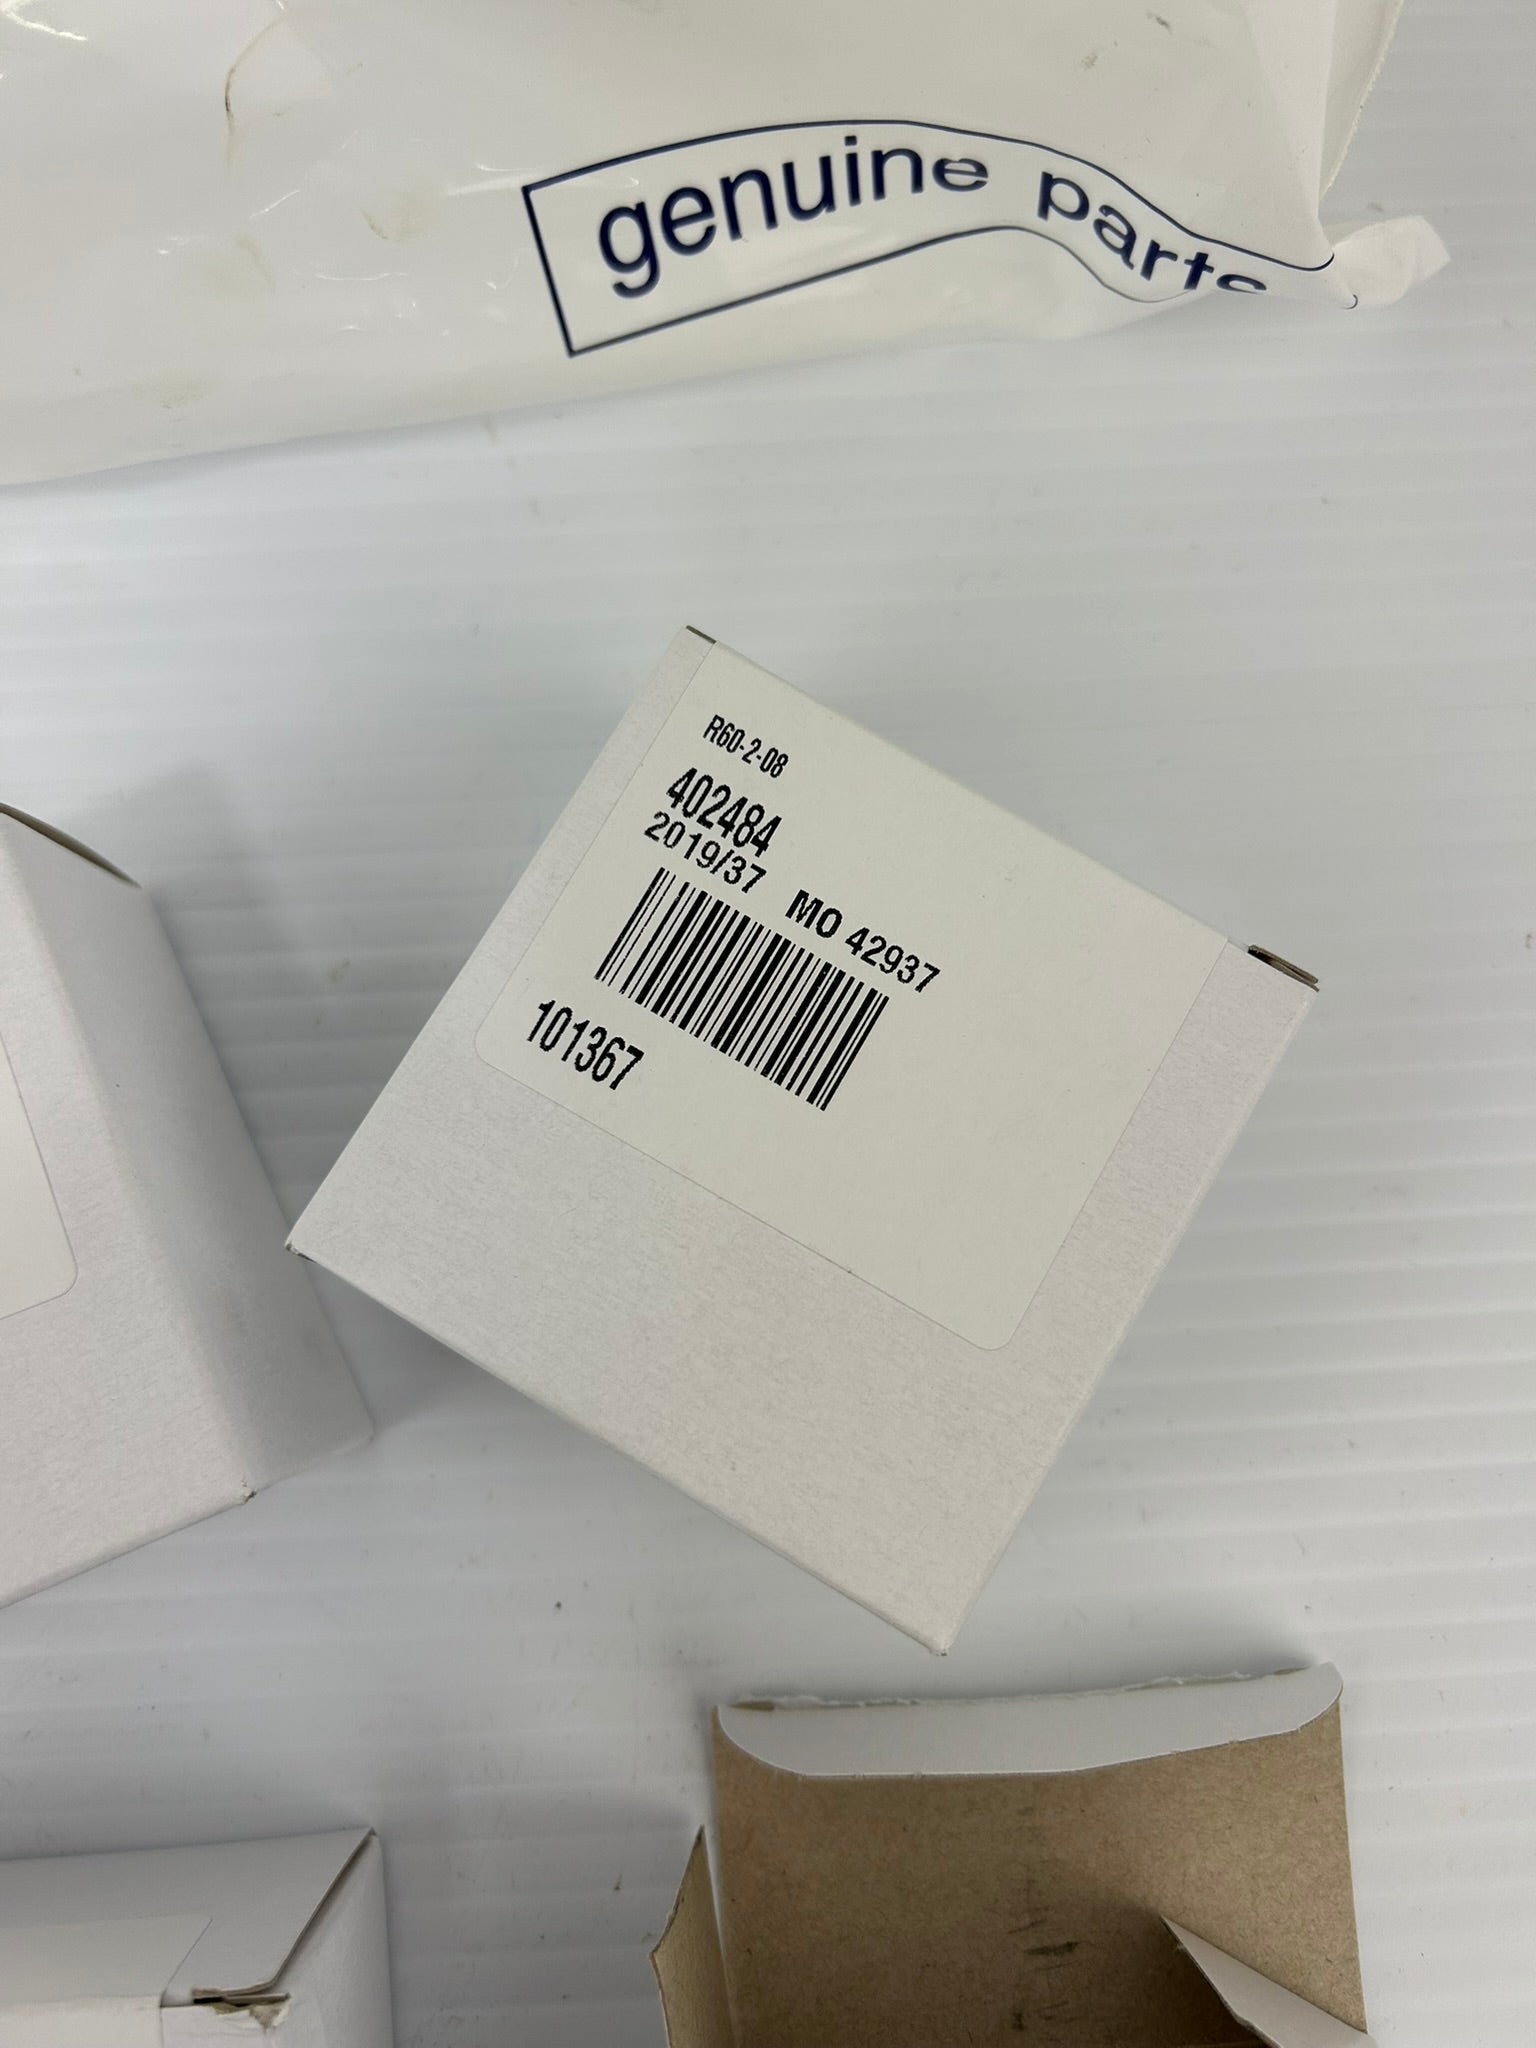 genuine parts
R60-2-08
402484
2019/37 MO 42937
101367